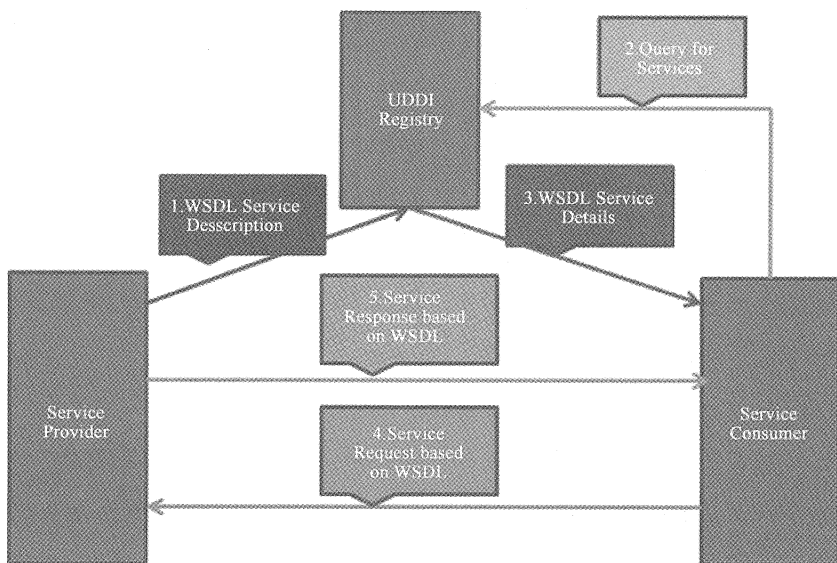 2.Query for
Services
UDDI
Registry
1.WSDL Service
Desscription
3.WSDL Service
Details
5.Service
Response based
on WSDL
Service
Provider
Service
Consumer
4.Service
Request based
on WSDL